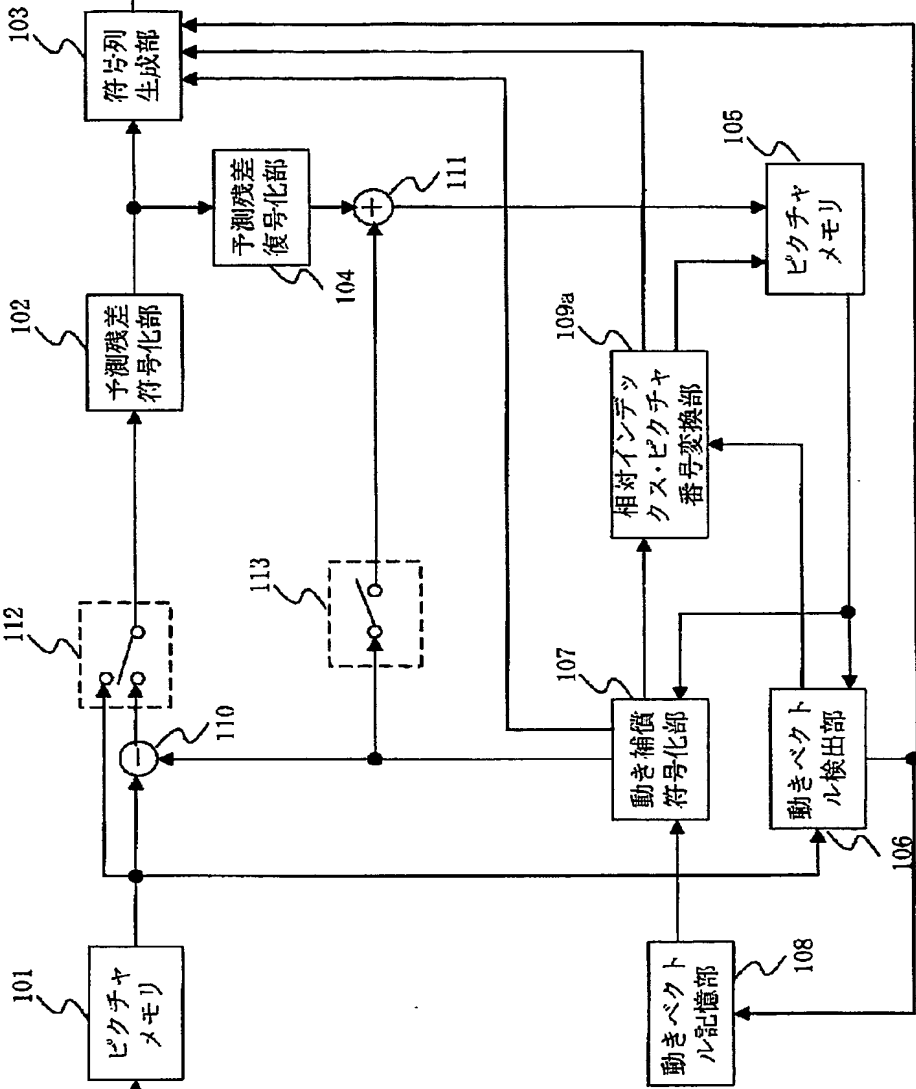 101
ピクチャ
メモリ
110
112
102
予測残差
符号化部
103
符号列
生成部
予測残差
復号化部
104
111
113
107
動き補償
符号化部
109a
相対インデッ
クス・ピクチャ
番号変換部
105
ピクチャ
メモリ
動きベクト
ル検出部
106
動きベクト
ル記憶部
108